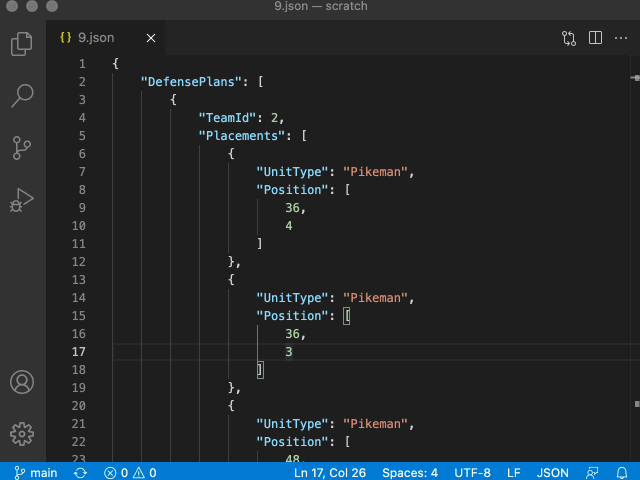 9.json — scratch
{} 9.json ×
1 {
2 "DefensePlans": [
3 {
4 "TeamId": 2,
5 "Placements": [
6 {
7 "UnitType": "Pikeman",
8 "Position": [
9 36,
10 4
11 ]
12 },
13 {
14 "UnitType": "Pikeman",
15 "Position": [
16 36,
17 3
18 ]
19 },
20 {
21 "UnitType": "Pikeman",
22 "Position": [
23 48,
main 0 0 Ln 17, Col 26 Spaces: 4 UTF-8 LF JSON